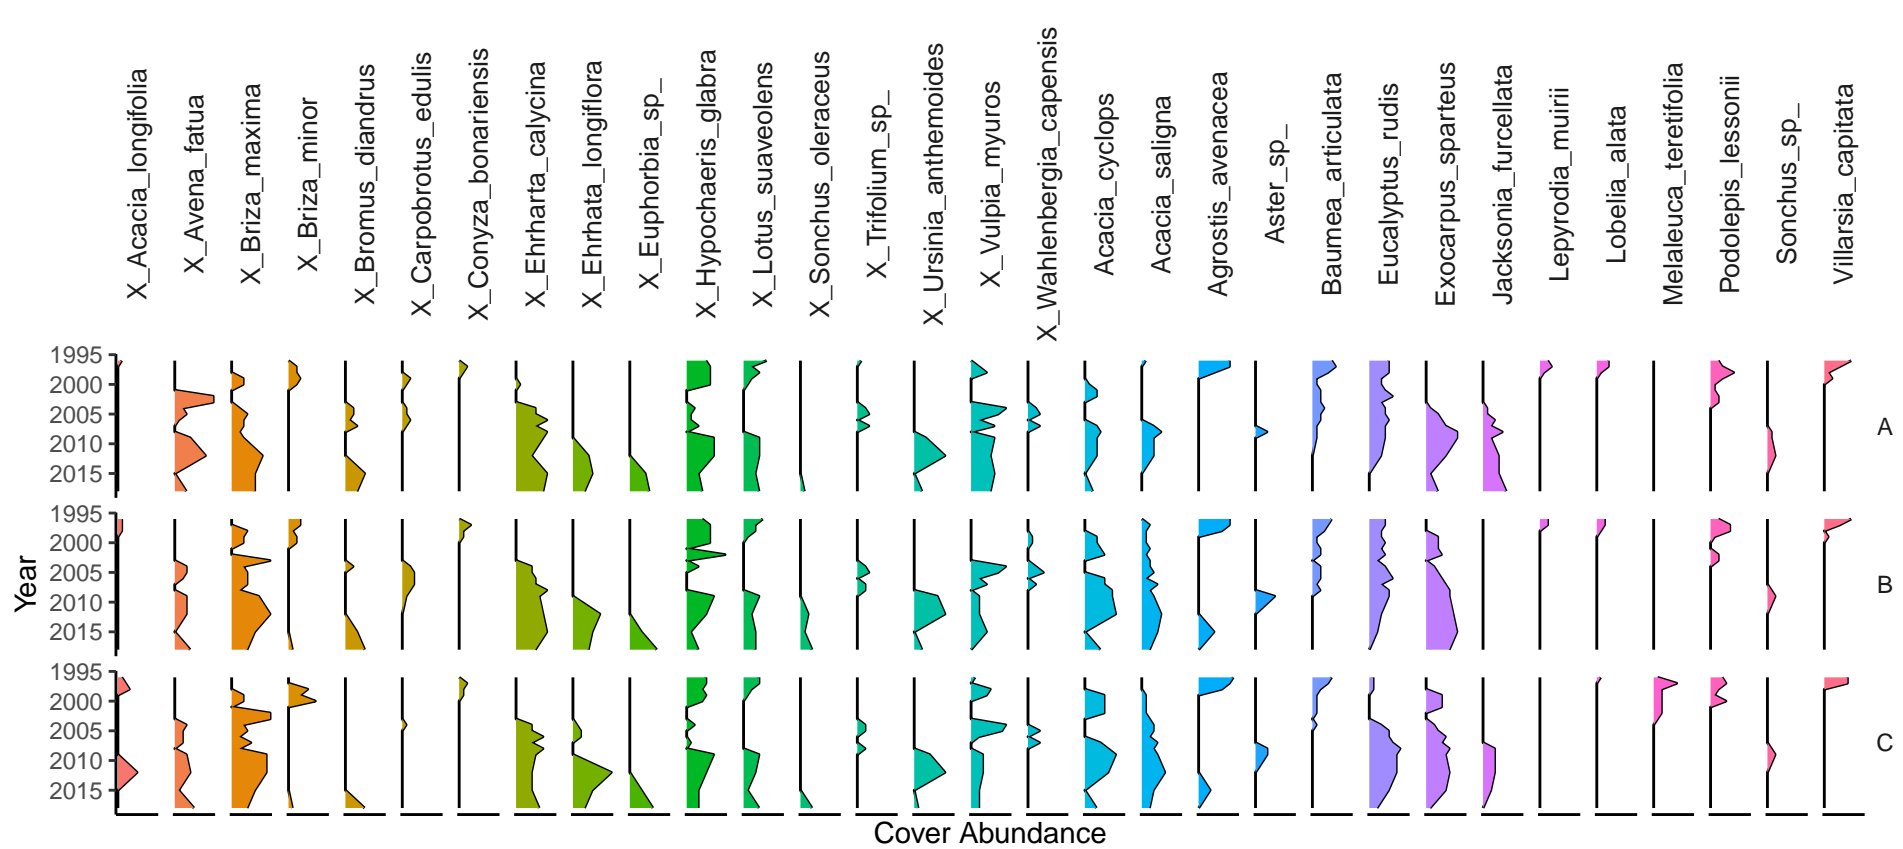 X_Acacia_longifolia
X_Avena_fatua
X_Briza_maxima
X_Briza_minor
X_Bromus_diandrus
X_Carpobrotus_edulis
X_Conyza_bonariensis
X_Ehrharta_calycina
X_Ehrhata_longiflora
X_Euphorbia_sp_
X_Hypochaeris_glabra
X_Lotus_suaveolens
X_Sonchus_oleraceus
X_Trifolium_sp_
X_Ursinia_anthemoides
X_Vulpia_myuros
X_Wahlenbergia_capensis
Acacia_cyclops
Acacia_saligna
Agrostis_avenacea
Aster_sp_
Baumea_articulata
Eucalyptus_rudis
Exocarpus_sparteus
Jacksonia_furcellata
Lepyrodia_muirii
Lobelia_alata
Melaleuca_teretifolia
Podolepis_lessonii
Sonchus_sp_
Villarsia_capitata
1995
2000
2005
2010
2015
A
1995
2000
2005
2010
2015
B
1995
2000
2005
2010
2015
C
Year
Cover Abundance